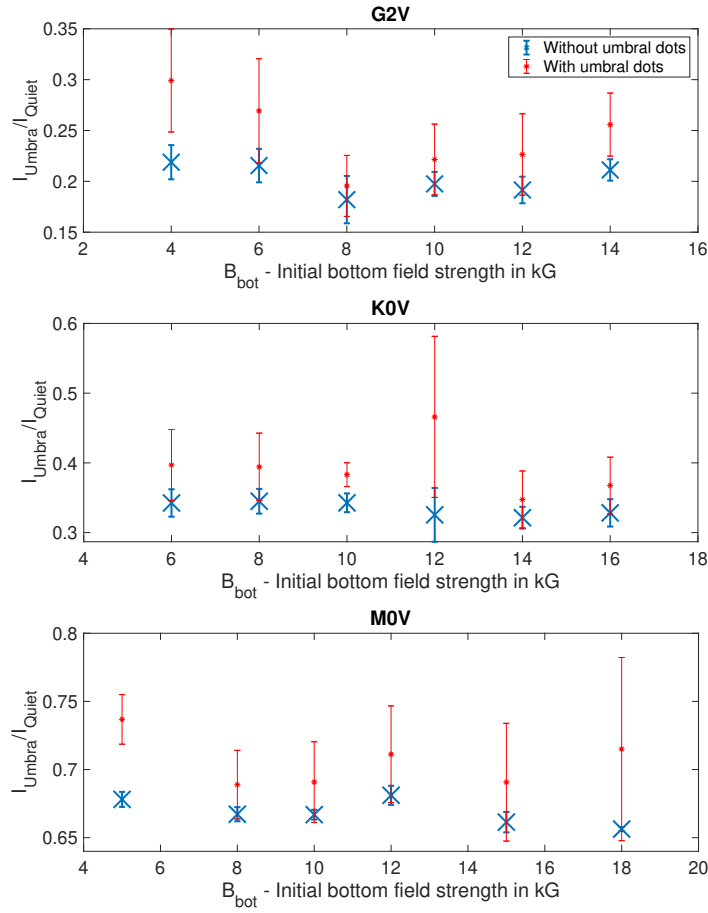 G2V
0.35
0.3
0.25
0.2
0.15
I_Umbra/I_Quiet
Without umbral dots
With umbral dots
2 4 6 8 10 12 14 16
B_bot - Initial bottom field strength in kG
K0V
0.6
0.5
0.4
0.3
I_Umbra/I_Quiet
4 6 8 10 12 14 16 18
B_bot - Initial bottom field strength in kG
M0V
0.8
0.75
0.7
0.65
I_Umbra/I_Quiet
4 6 8 10 12 14 16 18 20
B_bot - Initial bottom field strength in kG